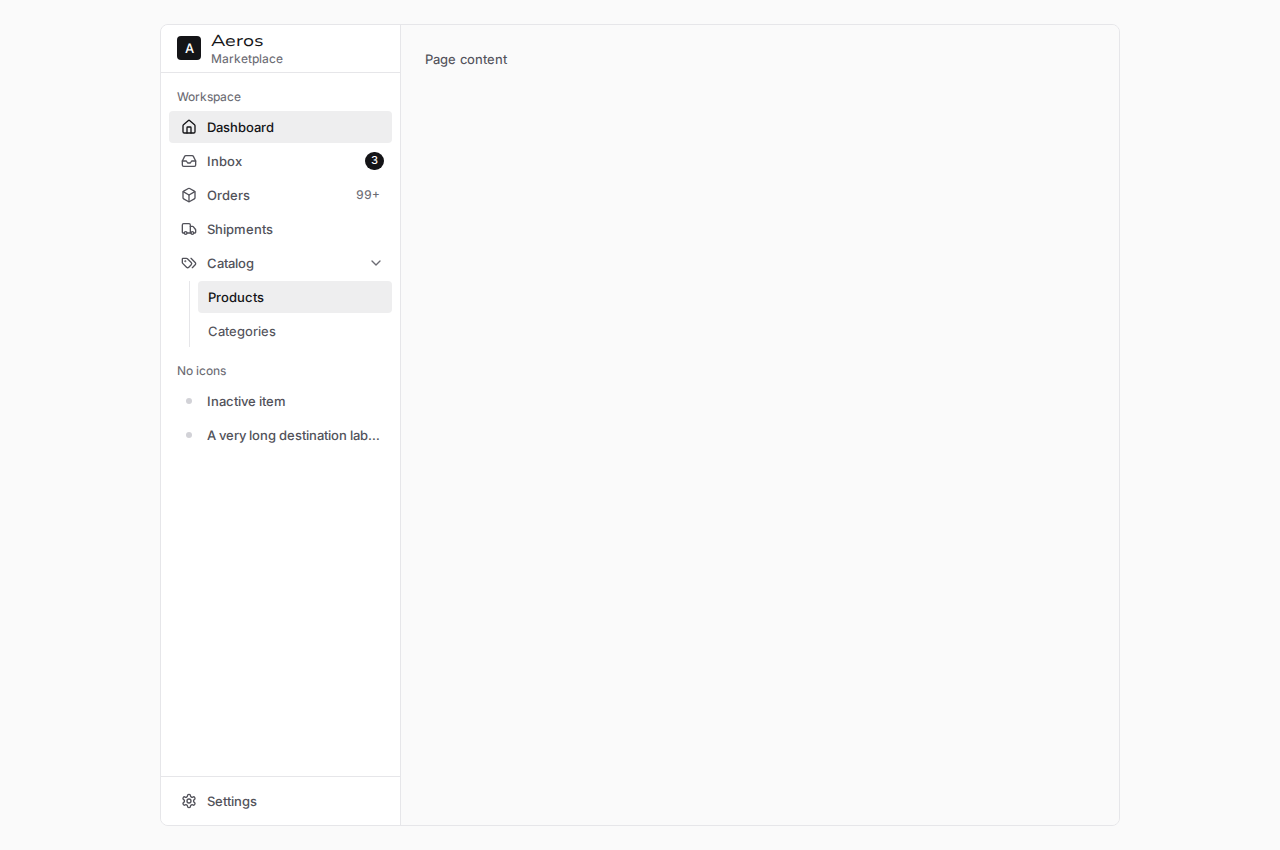 A
Aeros
Marketplace
Page content
Workspace
Dashboard
Inbox
3
Orders
99+
Shipments
Catalog
Products
Categories
No icons
Inactive item
A very long destination lab...
Settings